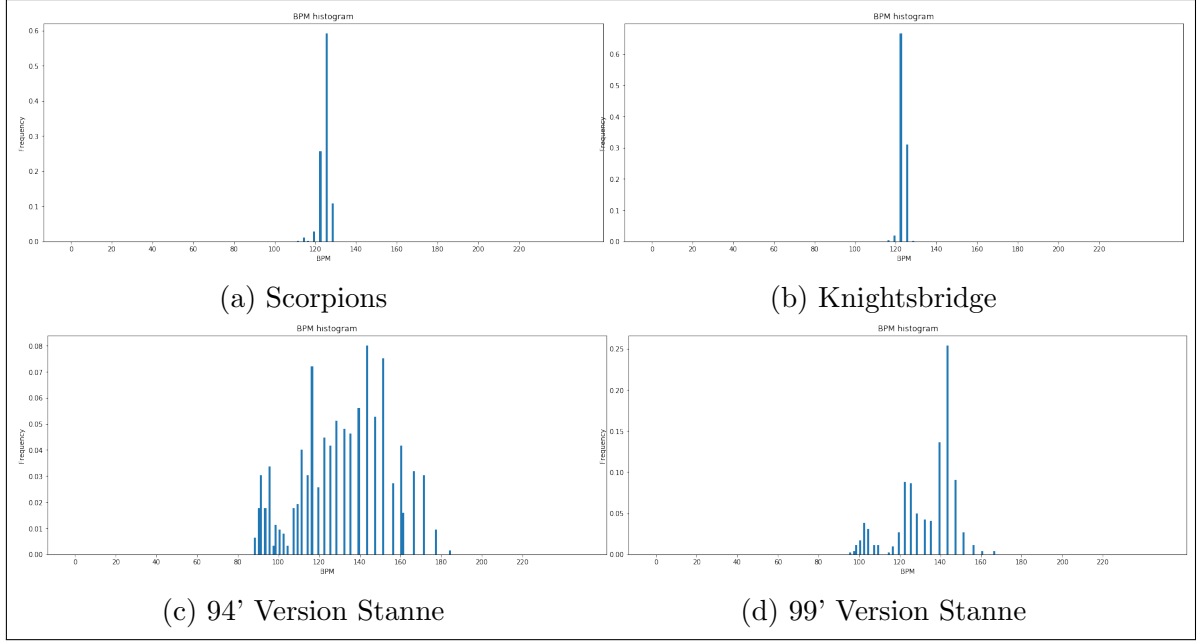 BPM histogram
0.6
0.5
0.4
0.3
0.2
0.1
0.0
Frequency
0 20 40 60 80 100 120 140 160 180 200 220
BPM
(a) Scorpions
BPM histogram
0.6
0.5
0.4
0.3
0.2
0.1
0.0
Frequency
0 20 40 60 80 100 120 140 160 180 200 220
BPM
(b) Knightsbridge
BPM histogram
0.08
0.07
0.06
0.05
0.04
0.03
0.02
0.01
0.00
Frequency
0 20 40 60 80 100 120 140 160 180 200 220
BPM
(c) 94’ Version Stanne
BPM histogram
0.25
0.20
0.15
0.10
0.05
0.00
Frequency
0 20 40 60 80 100 120 140 160 180 200 220
BPM
(d) 99’ Version Stanne